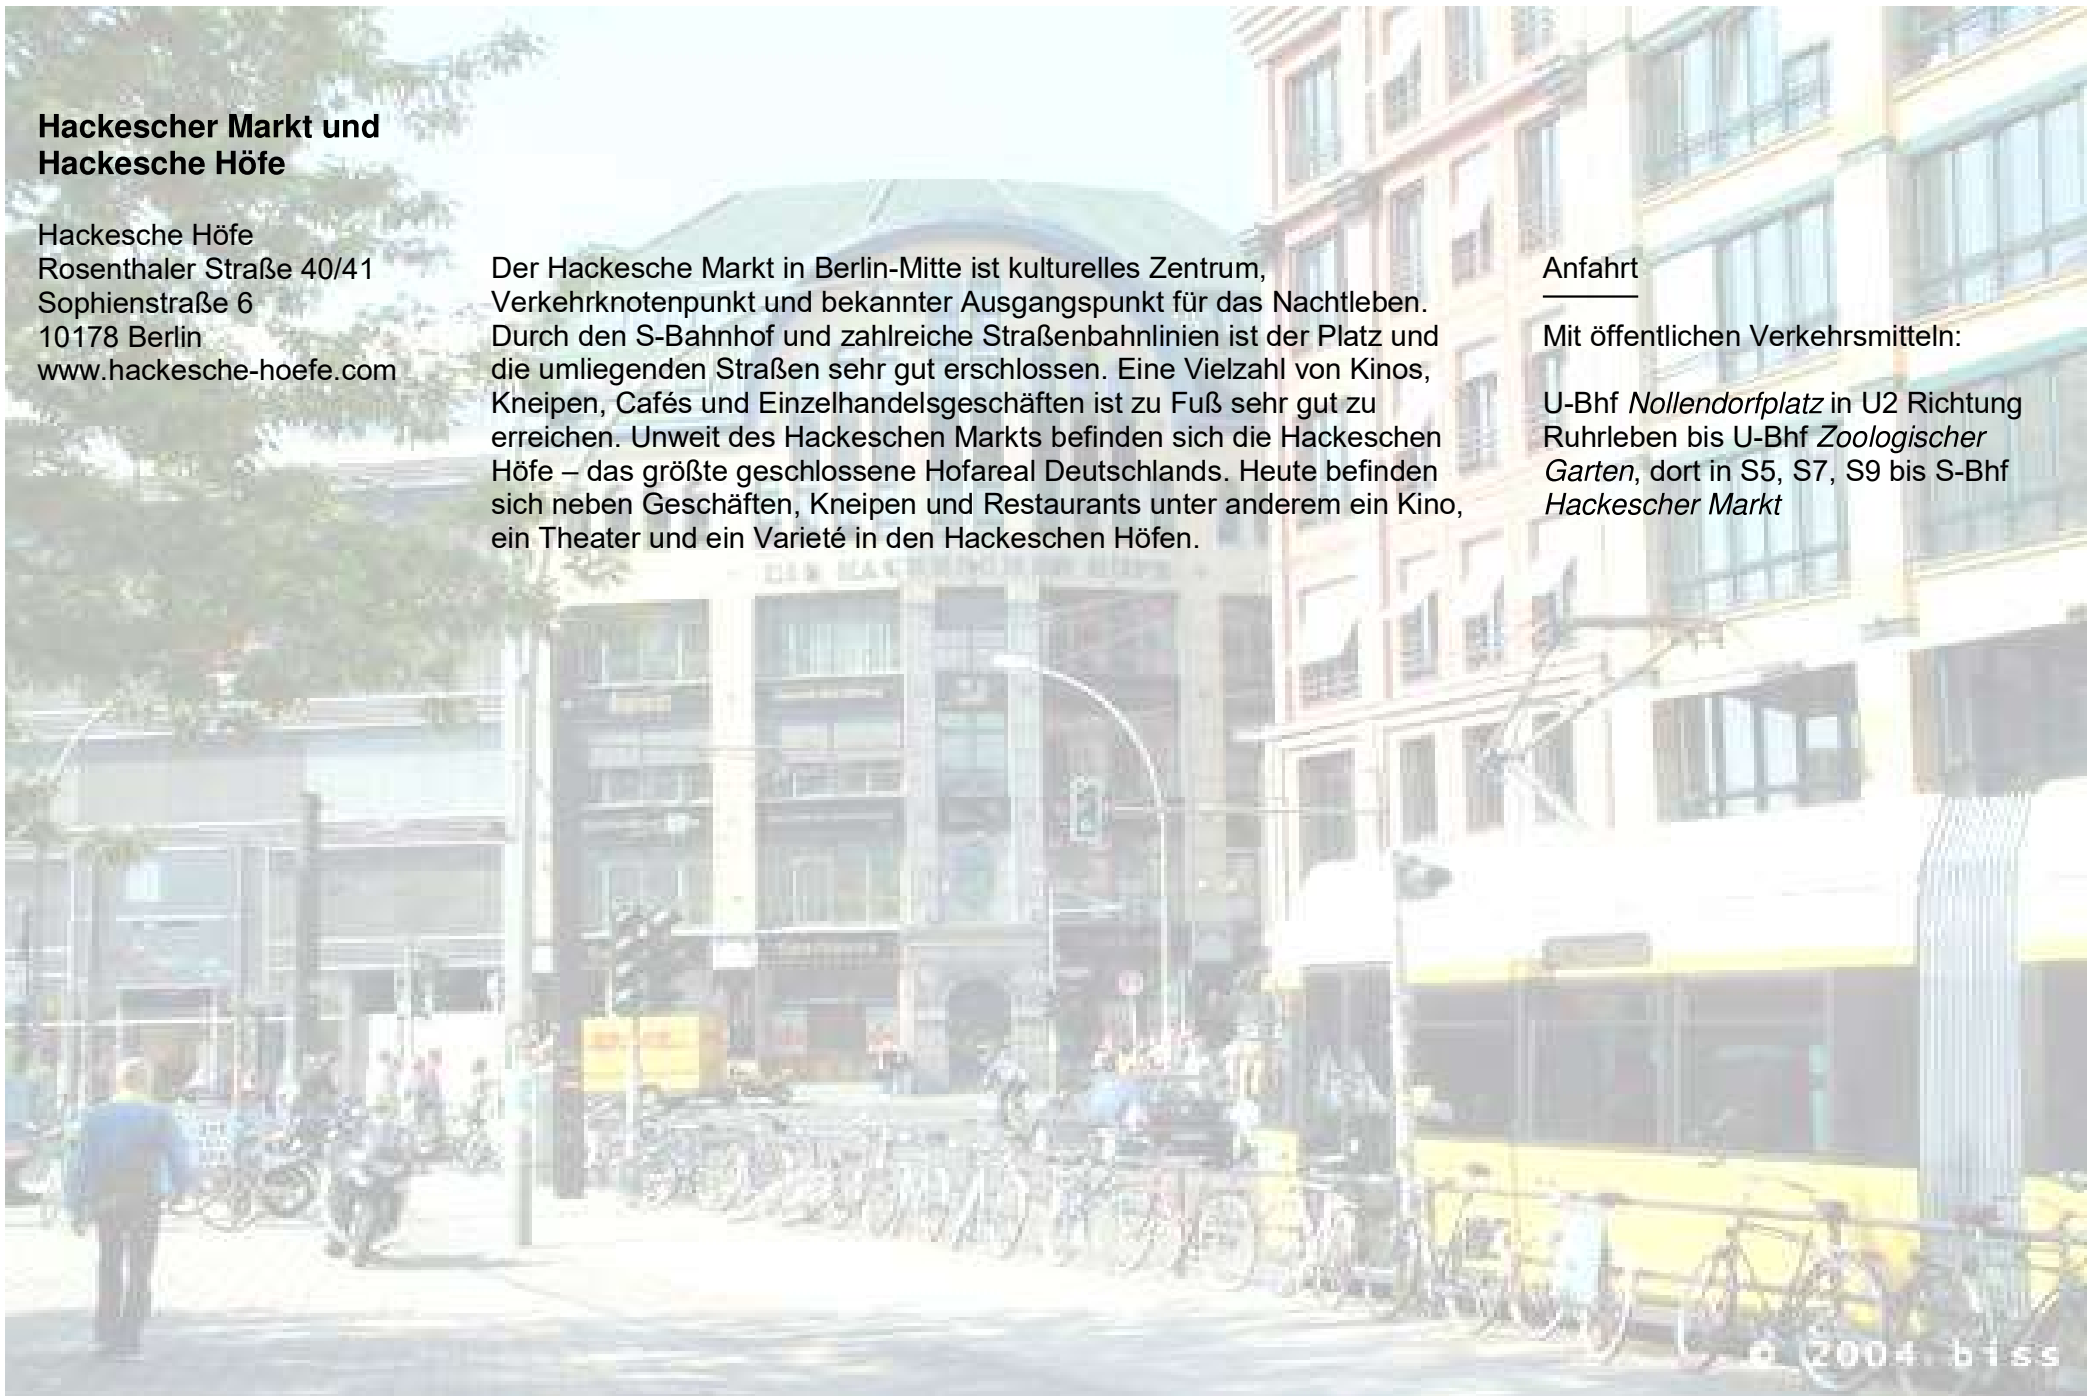 Hackescher Markt und
Hackesche Höfe
Hackesche Höfe
Rosenthaler Straße 40/41
Sophienstraße 6
10178 Berlin
www.hackesche-hoefe.com
Der Hackesche Markt in Berlin-Mitte ist kulturelles Zentrum,
Verkehrknotenpunkt und bekannter Ausgangspunkt für das Nachtleben.
Durch den S-Bahnhof und zahlreiche Straßenbahnlinien ist der Platz und
die umliegenden Straßen sehr gut erschlossen. Eine Vielzahl von Kinos,
Kneipen, Cafés und Einzelhandelsgeschäften ist zu Fuß sehr gut zu
erreichen. Unweit des Hackeschen Markts befinden sich die Hackeschen
Höfe – das größte geschlossene Hofareal Deutschlands. Heute befinden
sich neben Geschäften, Kneipen und Restaurants unter anderem ein Kino,
ein Theater und ein Varieté in den Hackeschen Höfen.
Anfahrt
Mit öffentlichen Verkehrsmitteln:
U-Bhf Nollendorfplatz in U2 Richtung
Ruhrleben bis U-Bhf Zoologischer
Garten, dort in S5, S7, S9 bis S-Bhf
Hackescher Markt
© 2004 biss